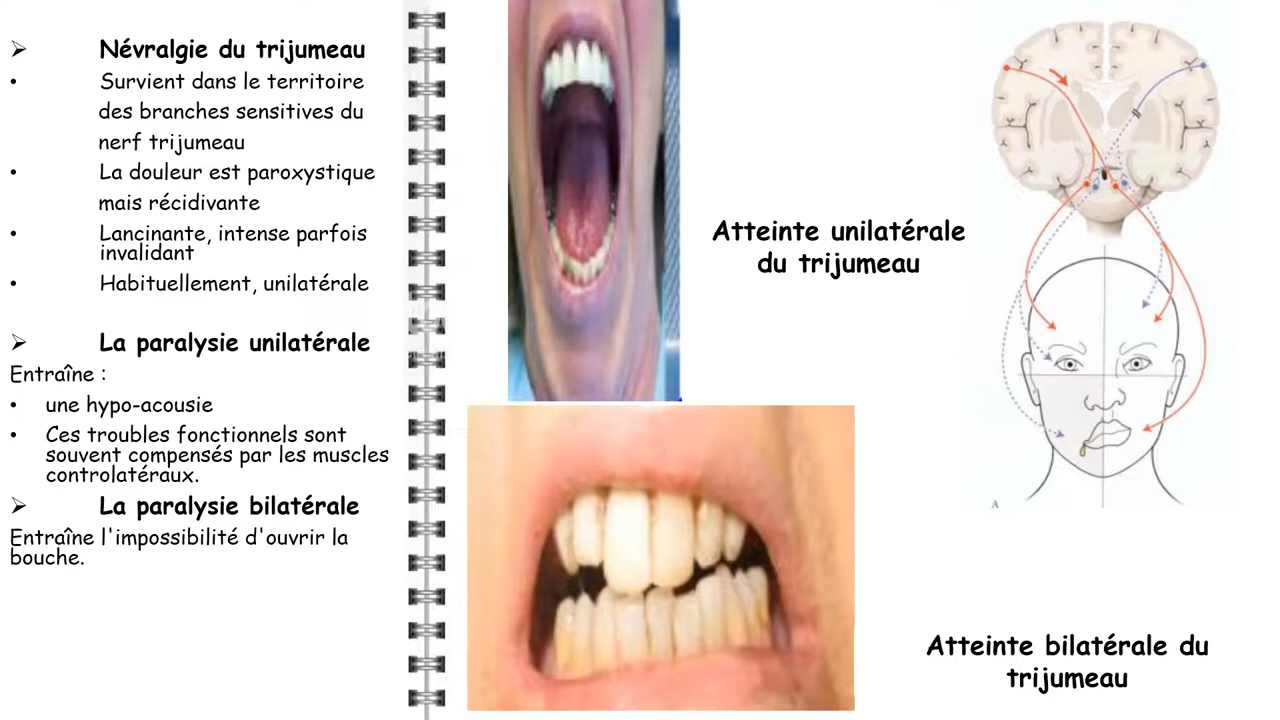 ➢ Névralgie du trijumeau
• Survient dans le territoire
des branches sensitives du
nerf trijumeau
• La douleur est paroxystique
mais récidivante
• Lancinante, intense parfois
invalidant
• Habituellement, unilatérale
➢ La paralysie unilatérale
Entraîne :
• une hypo-acousie
• Ces troubles fonctionnels sont
souvent compensés par les muscles
controlatéraux.
➢ La paralysie bilatérale
Entraîne l'impossibilité d'ouvrir la
bouche.
Atteinte unilatérale
du trijumeau
A
Atteinte bilatérale du
trijumeau